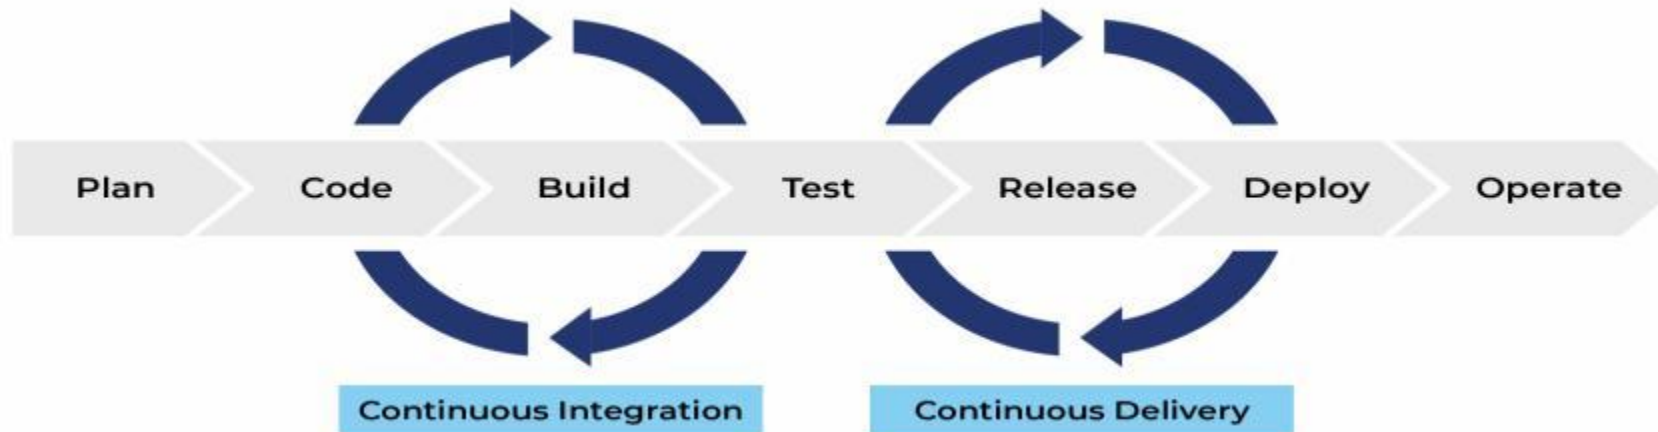 Plan
Code
Build
Test
Release
Deploy
Operate
Continuous Integration
Continuous Delivery